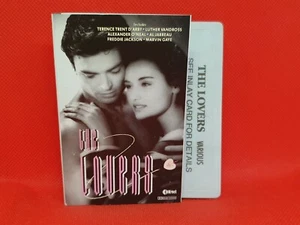 Includes
TERENCE TRENT D'ARBY • LUTHER VANDROSS
ALEXANDER O'NEAL • AL JARREAU
FREDDIE JACKSON • MARVIN GAYE
LOVERS
THE LOVERS
VARIOUS
SEE INLAY CARD FOR DETAILS